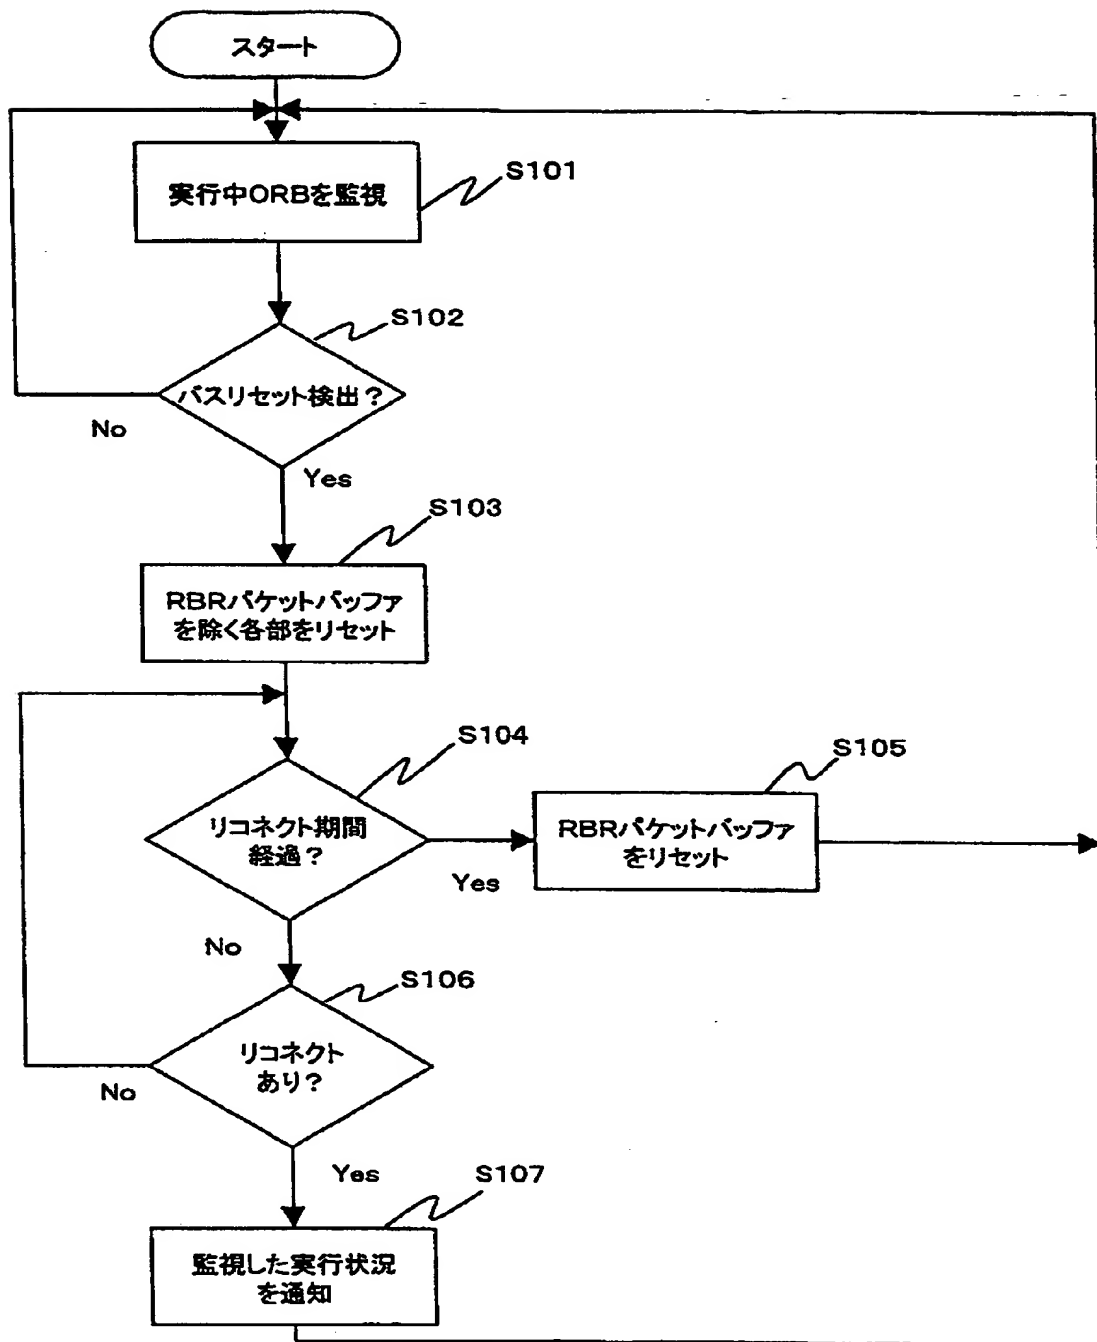 スタート
実行中ORBを監視
S101
バスリセット検出？
S102
No
Yes
S103
RBRパケットバッファ
を除く各部をリセット
S104
リコネクト期間
経過？
Yes
S105
RBRパケットバッファ
をリセット
No
S106
リコネクト
あり？
No
Yes
S107
監視した実行状況
を通知